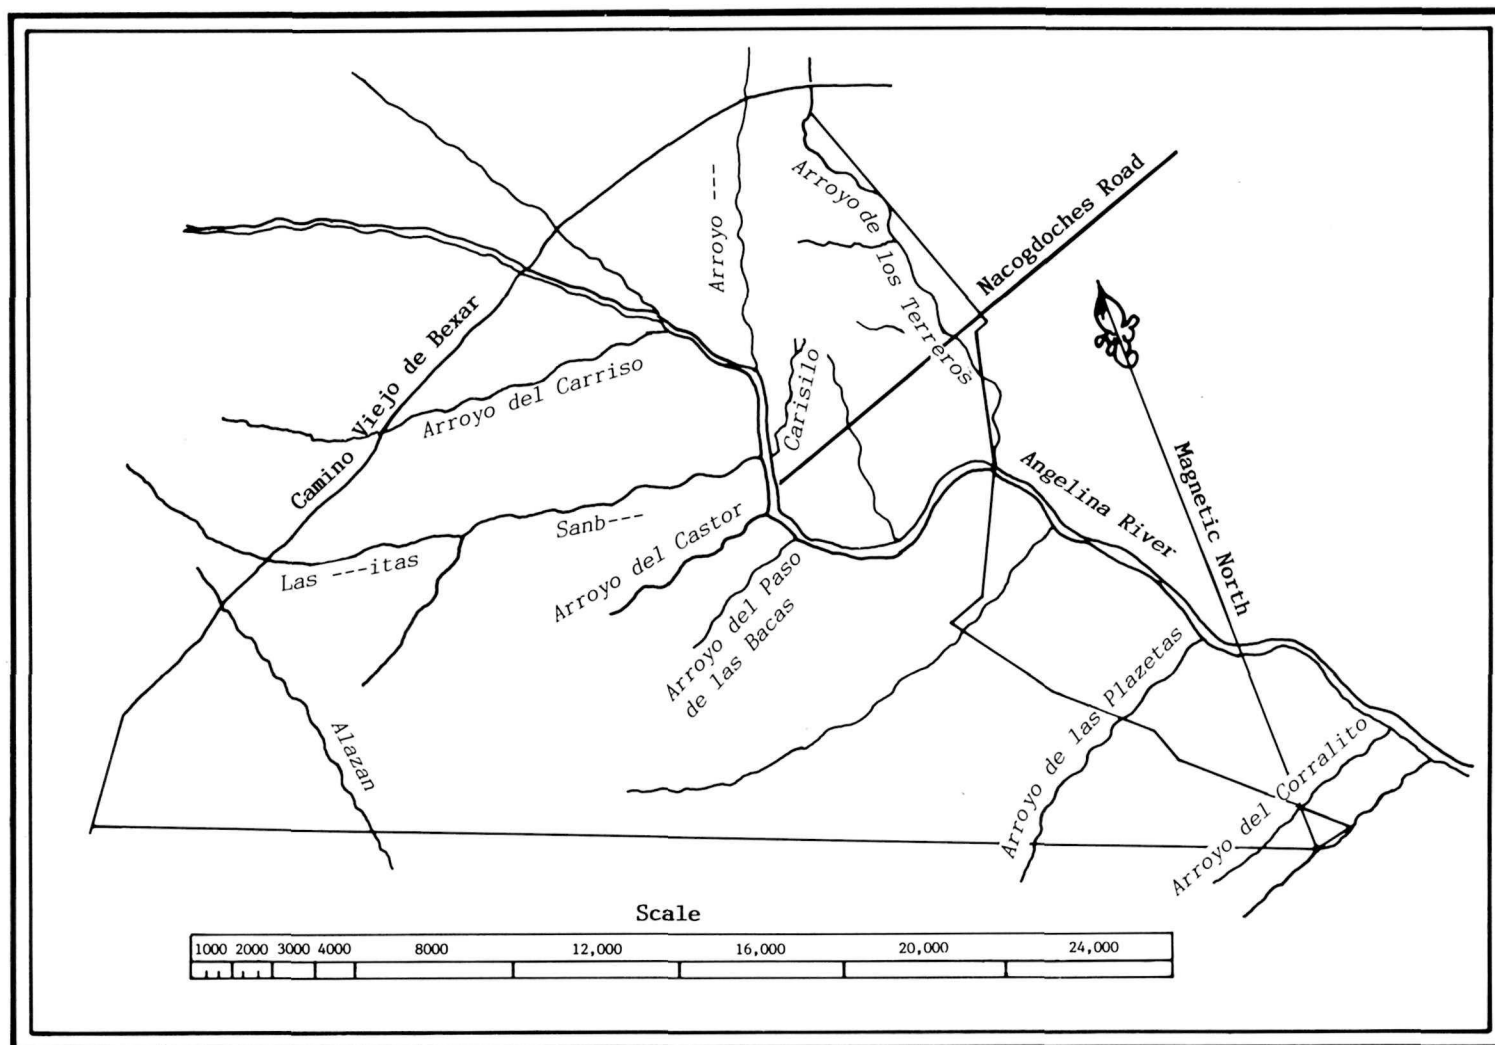 Arroyo ---
Arroyo de los Terreros
Nacogdoches Road
Camino Viejo de Bexar
Arroyo del Carriso
Carisilo
Angelina River
Magnetic North
Sanb---
Las ---itas
Arroyo del Castor
Arroyo del Paso
de las Bacas
Alazan
Arroyo de las Plazetas
Arroyo del Corralito
Scale
1000 2000 3000 4000 8000 12,000 16,000 20,000 24,000